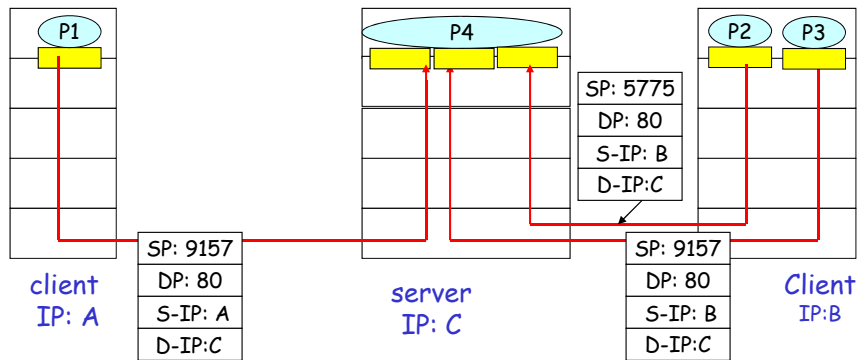 P1
P4
P2
P3
SP: 5775
DP: 80
S-IP: B
D-IP:C
SP: 9157
DP: 80
S-IP: A
D-IP:C
SP: 9157
DP: 80
S-IP: B
D-IP:C
client
IP: A
server
IP: C
Client
IP:B